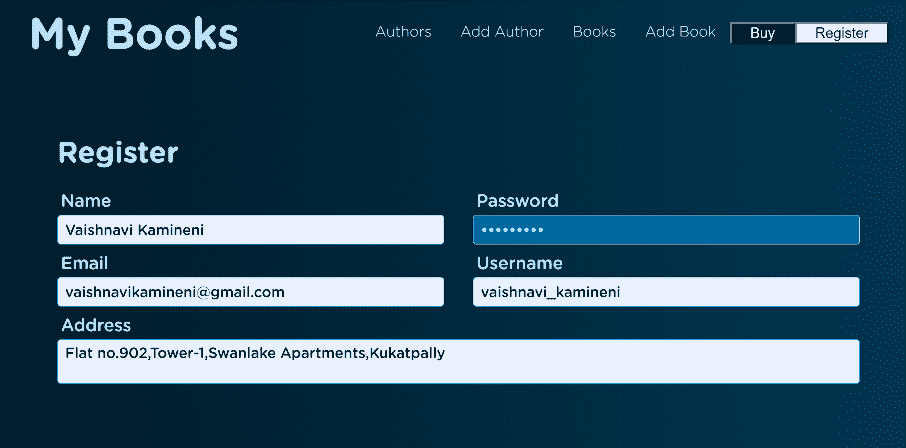 My Books
Authors Add Author Books Add Book Buy Register
Register
Name Password
Vaishnavi Kamineni •••••••••
Email Username
vaishnavikamineni@gmail.com vaishnavi_kamineni
Address
Flat no.902,Tower-1,Swanlake Apartments,Kukatpally